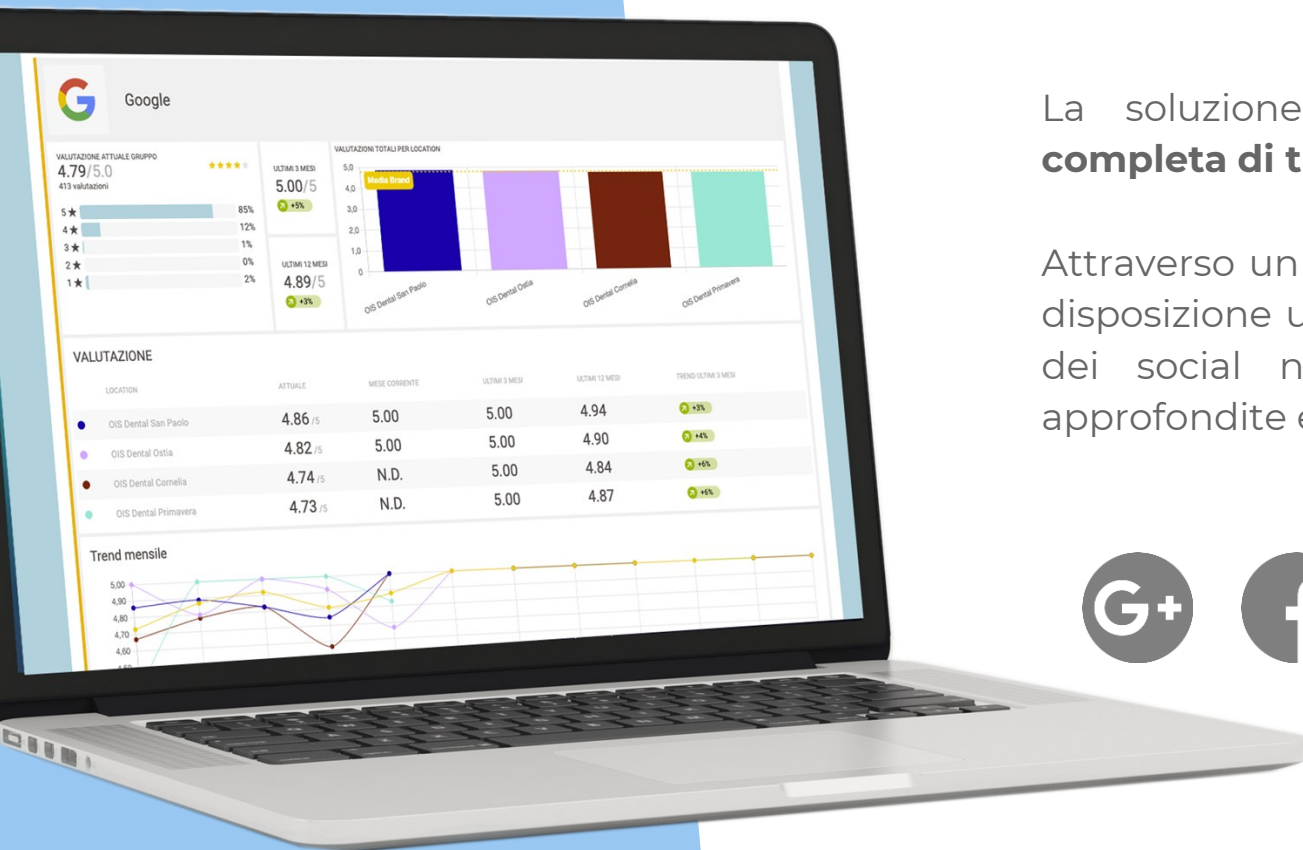 Google
VALUTAZIONE ATTUALE GRUPPO
4.79/5.0
413 valutazioni
5★ 85%
4★ 12%
3★ 1%
2★ 0%
1★ 2%
ULTIMI 3 MESI
5.00/5
+5%
ULTIMI 12 MESI
4.89/5
+3%
VALUTAZIONI TOTALI PER LOCATION
5,0
4,0
3,0
2,0
1,0
0
Media Brand
OIS Dental San Paolo
OIS Dental Ostia
OIS Dental Cornelia
OIS Dental Primavera
VALUTAZIONE
LOCATION ATTUALE MESE CORRENTE ULTIMI 3 MESI ULTIMI 12 MESI TREND ULTIMI 3 MESI
OIS Dental San Paolo 4.86 /5 5.00 5.00 4.94 +3%
OIS Dental Ostia 4.82 /5 5.00 5.00 4.90 +4%
OIS Dental Cornelia 4.74 /5 N.D. 5.00 4.84 +6%
OIS Dental Primavera 4.73 /5 N.D. 5.00 4.87 +6%
Trend mensile
5,00
4,90
4,80
4,70
4,60
La soluzione
completa di t
Attraverso un
disposizione u
dei social n
approfondite e
G+
f